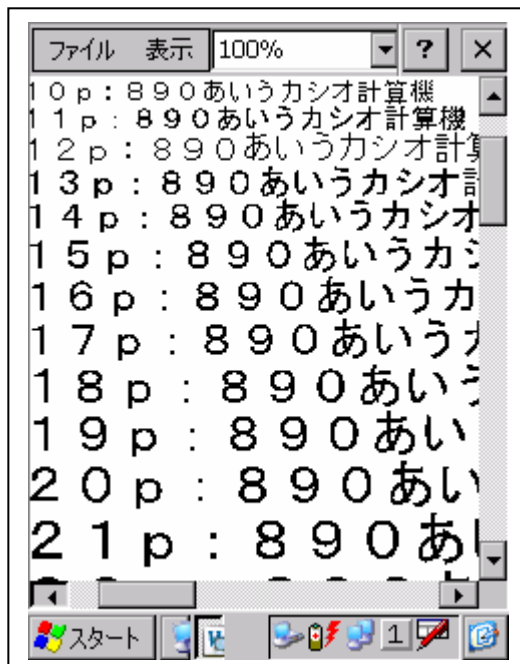 ファイル 表示 100% ? ×
10p:890あいうカシオ計算機
11p:890あいうカシオ計算機
12p:890あいうカシオ計算
13p:890あいうカシオ計
14p:890あいうカシオ
15p:890あいうカシ
16p:890あいうカ
17p:890あいうカ
18p:890あいう
19p:890あい
20p:890あい
21p:890あい
スタート 1